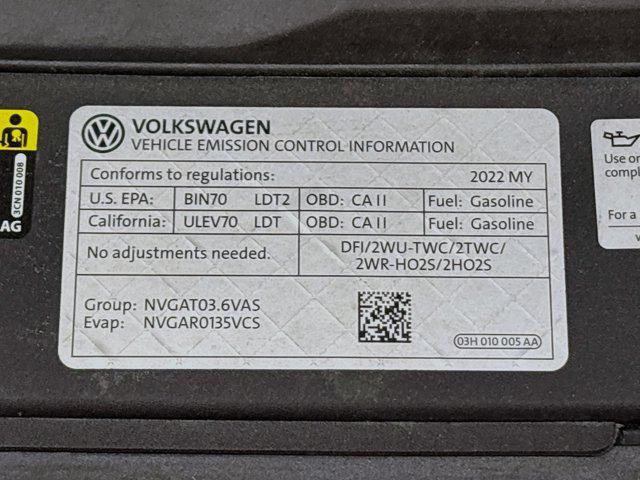 VOLKSWAGEN
VEHICLE EMISSION CONTROL INFORMATION
Conforms to regulations: 2022 MY
U.S. EPA: BIN70 LDT2 OBD: CA II Fuel: Gasoline
California: ULEV70 LDT OBD: CA II Fuel: Gasoline
No adjustments needed. DFI/2WU-TWC/2TWC/
2WR-HO2S/2HO2S
Group: NVGAT03.6VAS
Evap: NVGAR0135VCS
03H 010 005 AA
3CN 010 008
AG
Use
For a